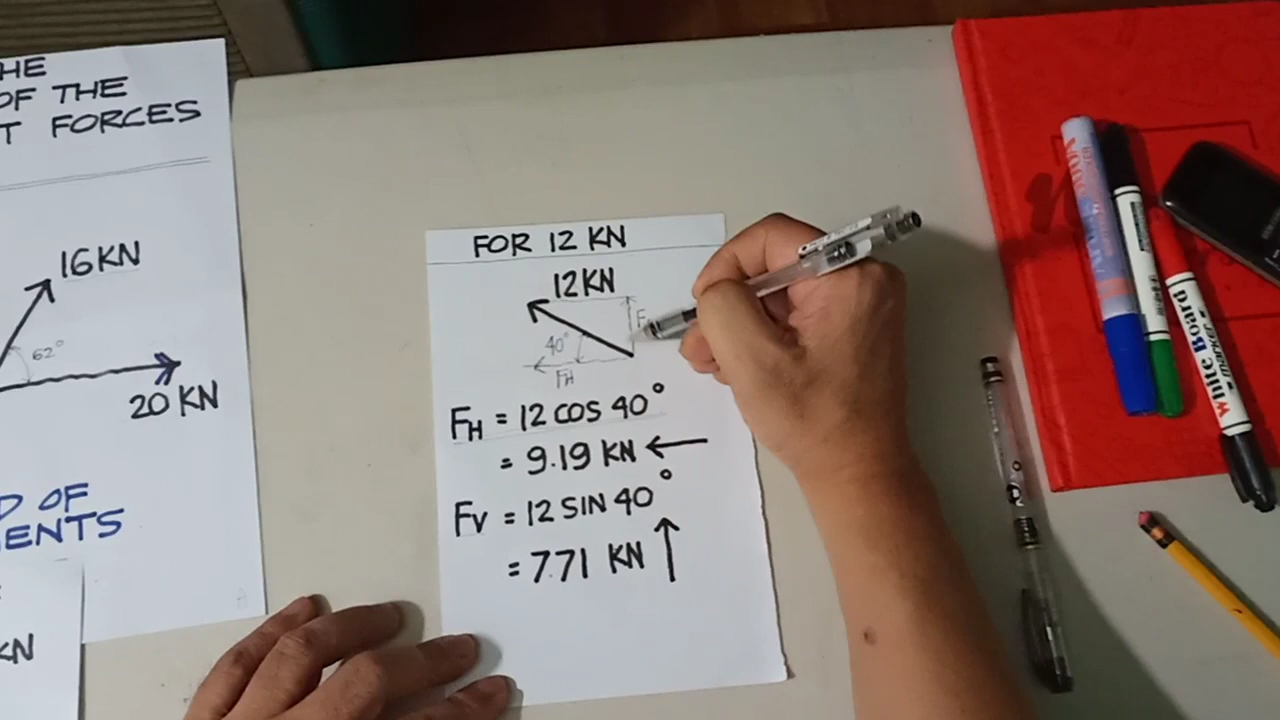 HE
OF THE
T FORCES
16KN
62°
20 KN
D OF
ENTS
KN
FOR 12 KN
12KN
F
40°
FH
FH = 12 COS 40°
= 9.19 KN ←
FV = 12 SIN 40°
= 7.71 KN ↑
White Board
Marker